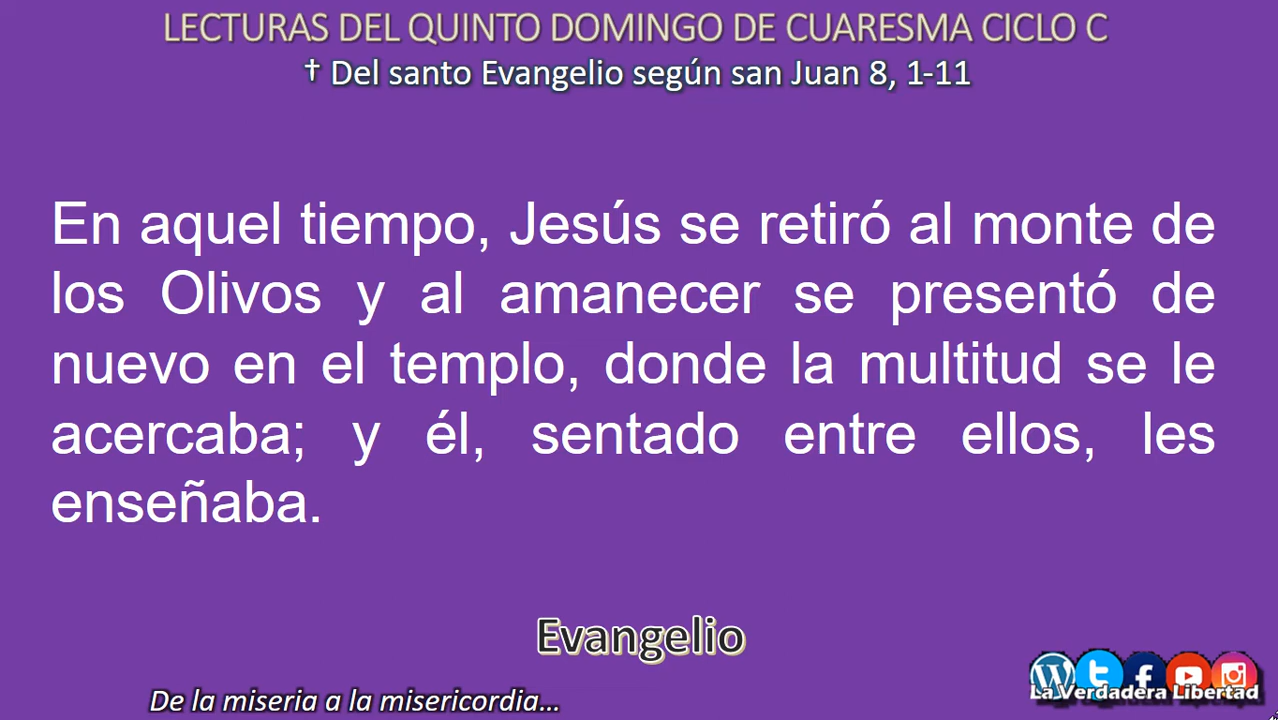 LECTURAS DEL QUINTO DOMINGO DE CUARESMA CICLO C
† Del santo Evangelio según san Juan 8, 1-11
En aquel tiempo, Jesús se retiró al monte de
los Olivos y al amanecer se presentó de
nuevo en el templo, donde la multitud se le
acercaba; y él, sentado entre ellos, les
enseñaba.
Evangelio
De la miseria a la misericordia...
La Verdadera Libertad